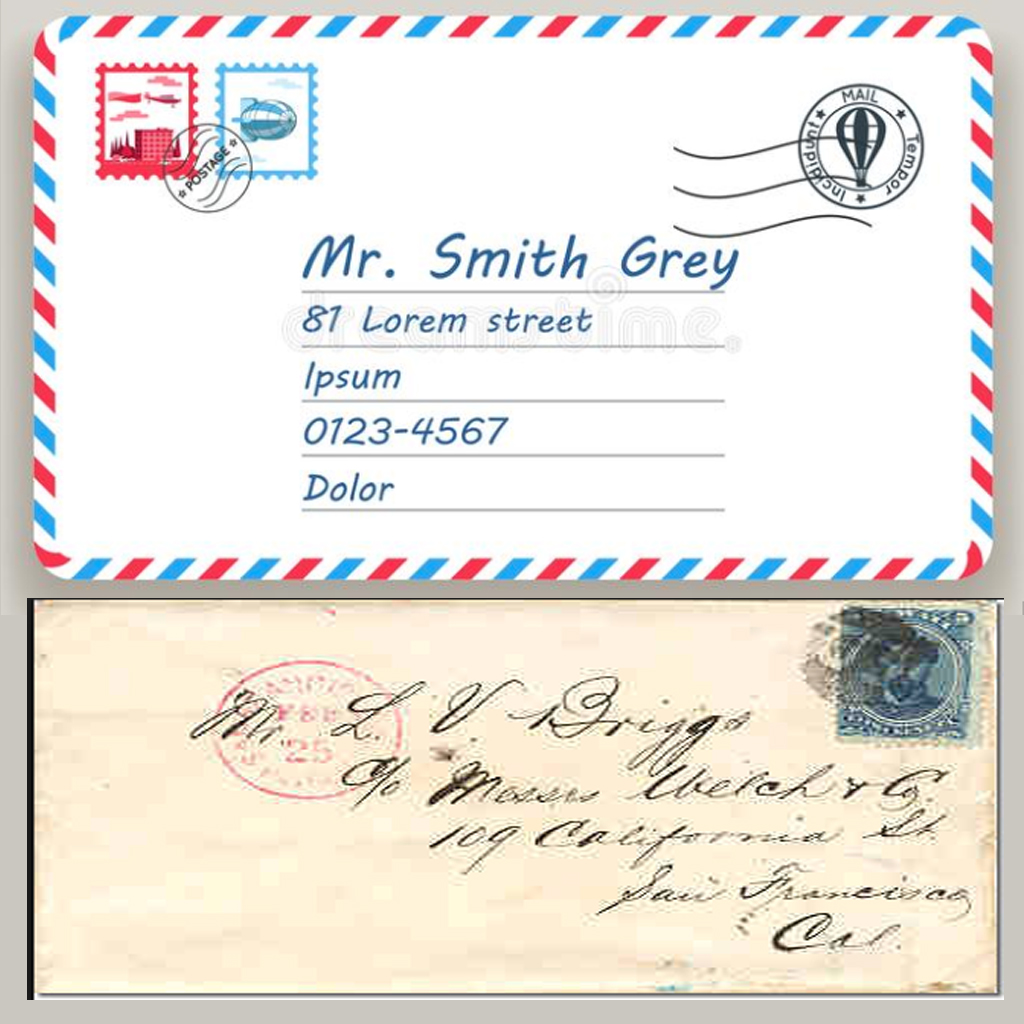 POSTAGE
MAIL
Tempor
Incididunt
Mr. Smith Grey
81 Lorem street
Ipsum
0123-4567
Dolor
dreamstime.
25
Mr. L. V. Briggs
c/o Messrs Welch & Co.
109 California St.
San Francisco
Cal.